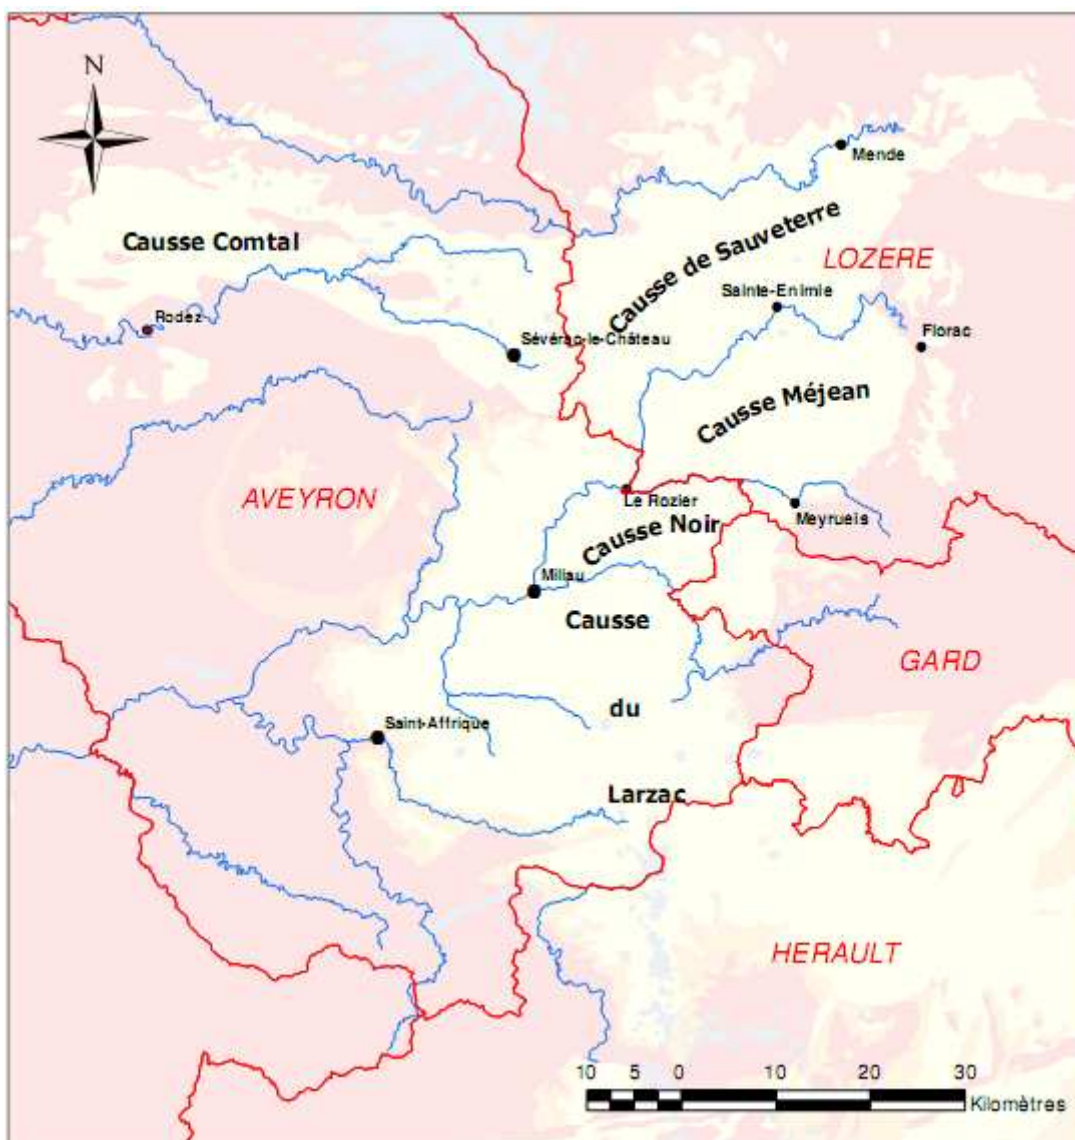 N
Mende
Causse Comtal
Causse de Sauveterre
LOZERE
Sainte-Enimie
Rodez
Sévérac-le-Château
Florac
Causse Méjean
AVEYRON
Le Rozier
Meyrueis
Causse Noir
Millau
Causse
GARD
du
Saint-Affrique
Larzac
HERAULT
10 5 0 10 20 30
Kilomètres